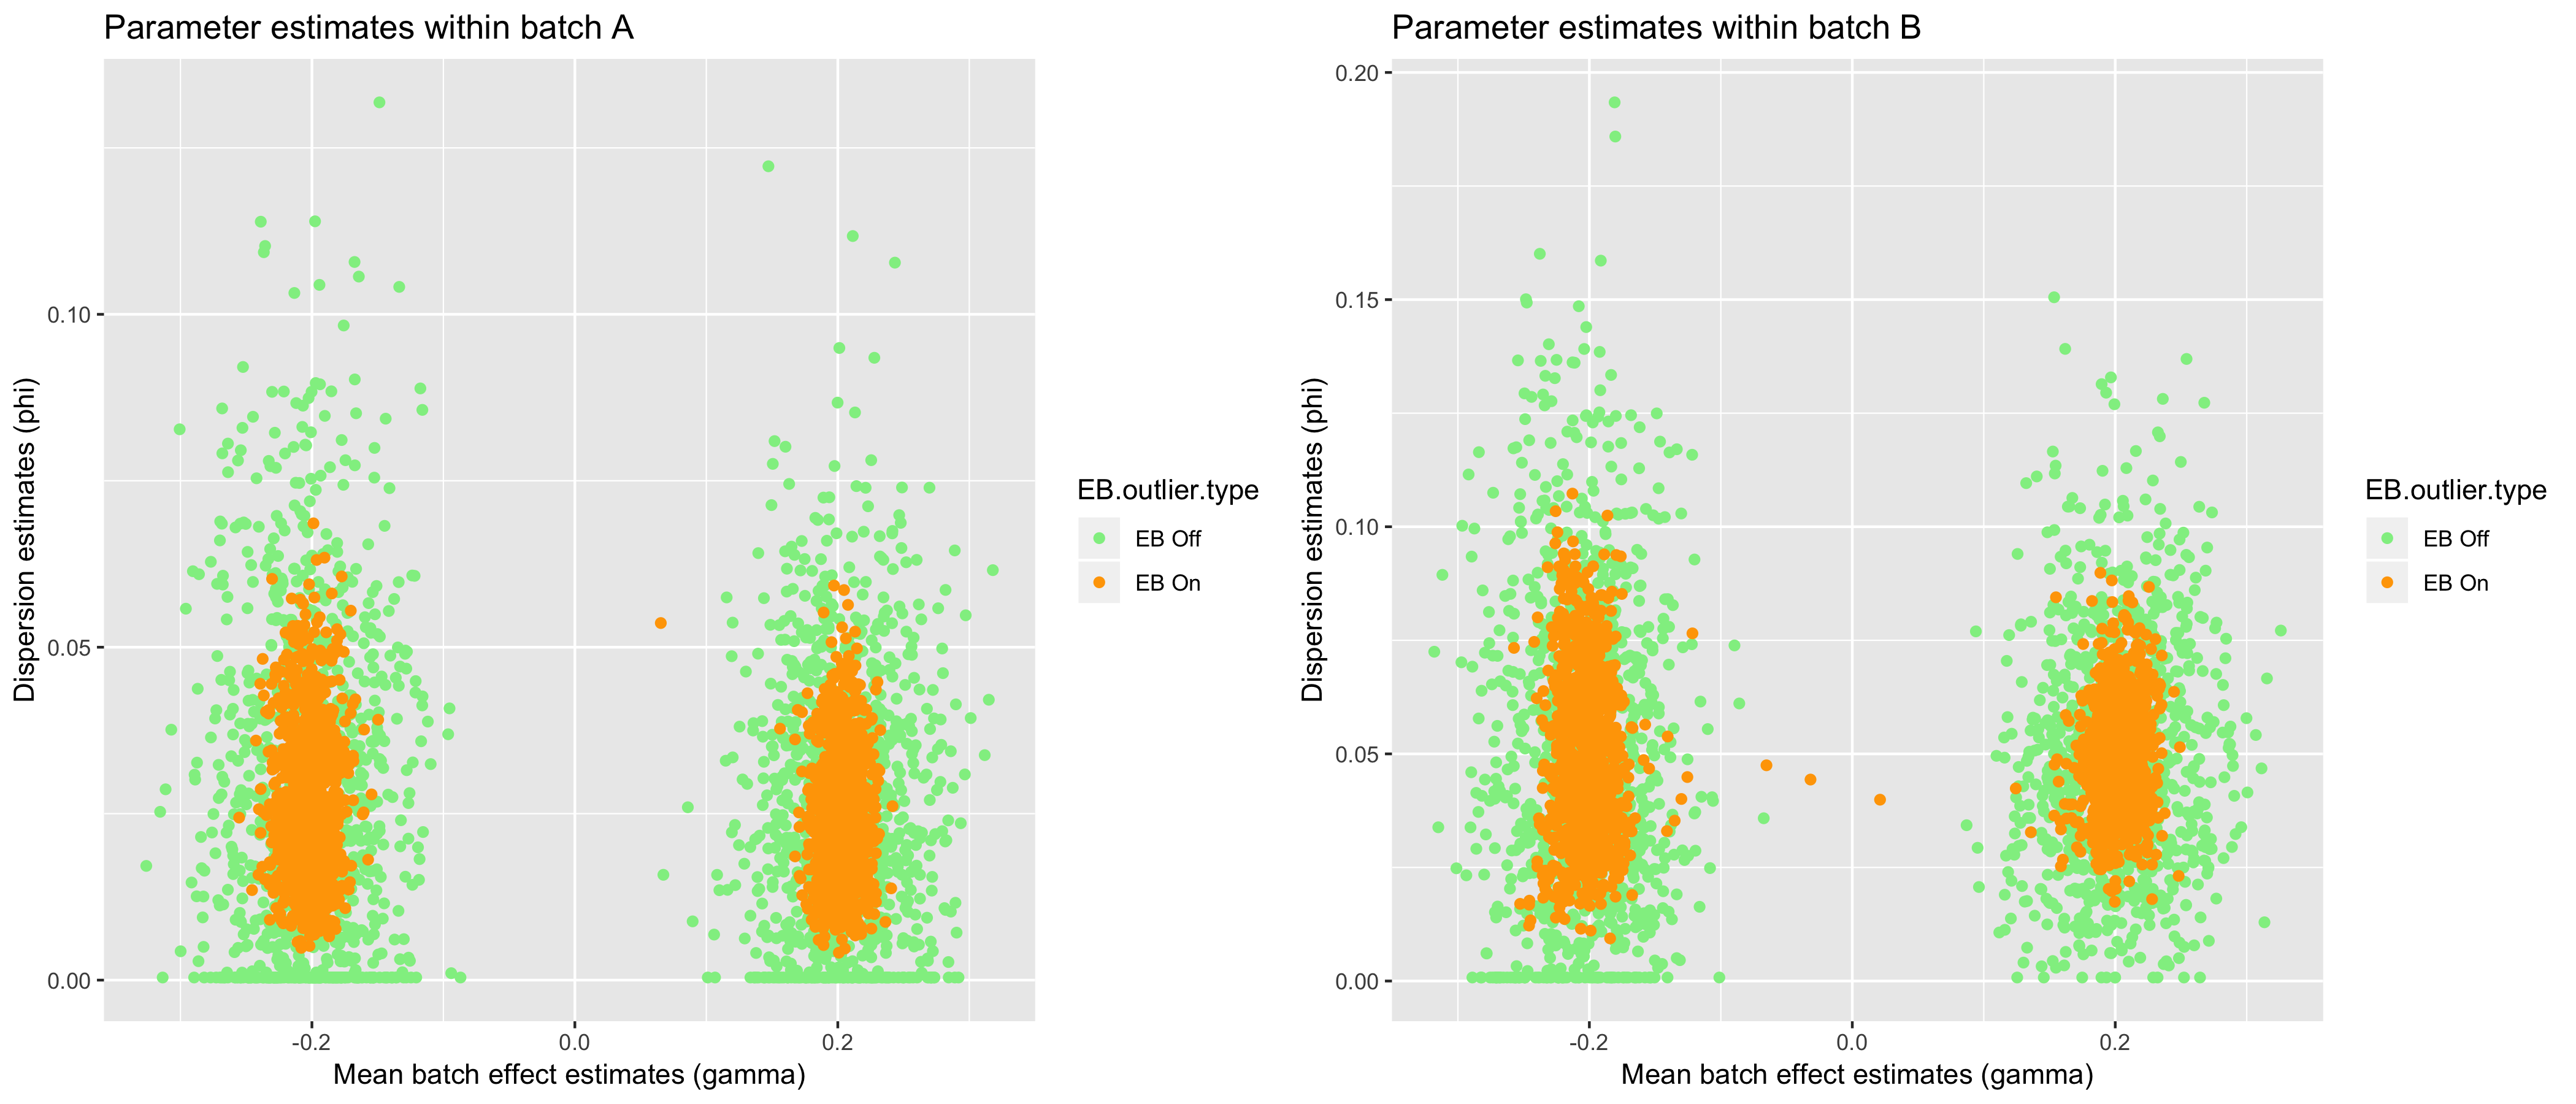 Parameter estimates within batch A
Dispersion estimates (phi)
0.10
0.05
0.00
-0.2
0.0
0.2
Mean batch effect estimates (gamma)
EB.outlier.type
EB Off
EB On
Parameter estimates within batch B
Dispersion estimates (phi)
0.20
0.15
0.10
0.05
0.00
-0.2
0.0
0.2
Mean batch effect estimates (gamma)
EB.outlier.type
EB Off
EB On